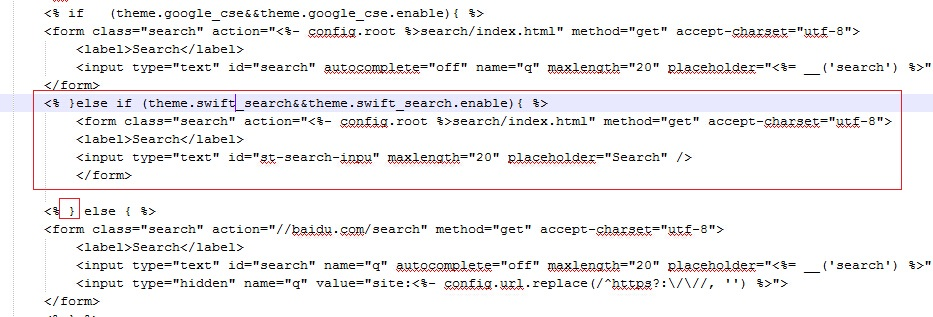 <% if   (theme.google_cse&&theme.google_cse.enable){ %>
<form class="search" action="<%- config.root %>search/index.html" method="get" accept-charset="utf-8">
    <label>Search</label>
    <input type="text" id="search" autocomplete="off" name="q" maxlength="20" placeholder="<%= __('search') %>"
</form>
<% }else if (theme.swift_search&&theme.swift_search.enable){ %>
    <form class="search" action="<%- config.root %>search/index.html" method="get" accept-charset="utf-8">
    <label>Search</label>
    <input type="text" id="st-search-inpu" maxlength="20" placeholder="Search" />
    </form>
<% } else { %>
<form class="search" action="//baidu.com/search" method="get" accept-charset="utf-8">
    <label>Search</label>
    <input type="text" id="search" name="q" autocomplete="off" maxlength="20" placeholder="<%= __('search') %>"
    <input type="hidden" name="q" value="site:<%- config.url.replace(/^https?:\/\//, '') %>">
</form>
<% } %>